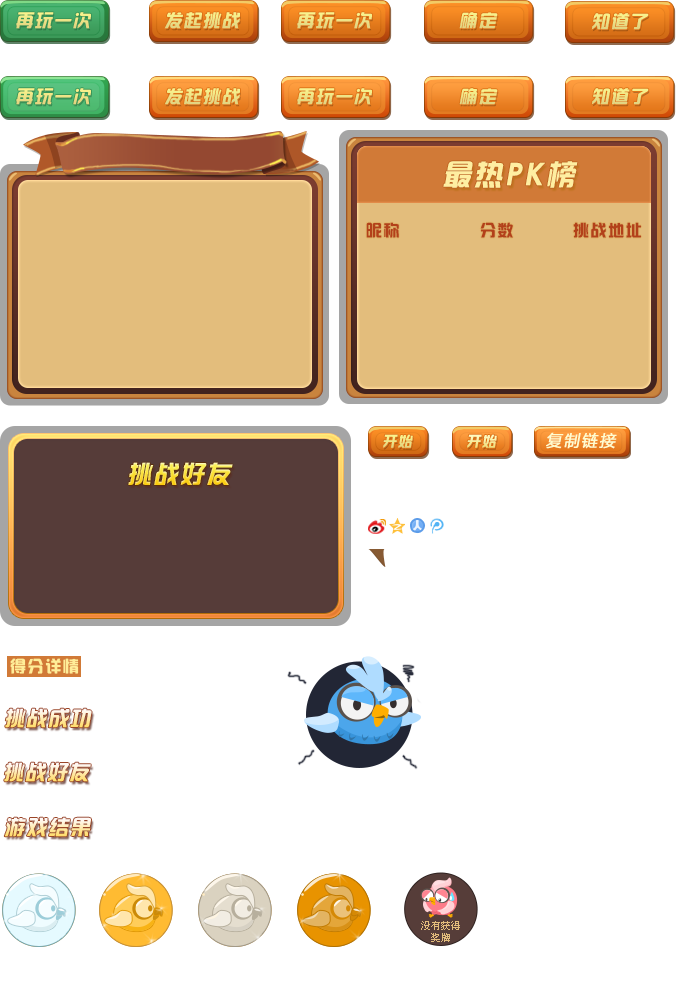 再玩一次
发起挑战
再玩一次
确定
知道了
再玩一次
发起挑战
再玩一次
确定
知道了
最热PK榜
昵称
分数
挑战地址
开始
开始
复制链接
挑战好友
得分详情
挑战成功
挑战好友
游戏结果
没有获得
奖牌